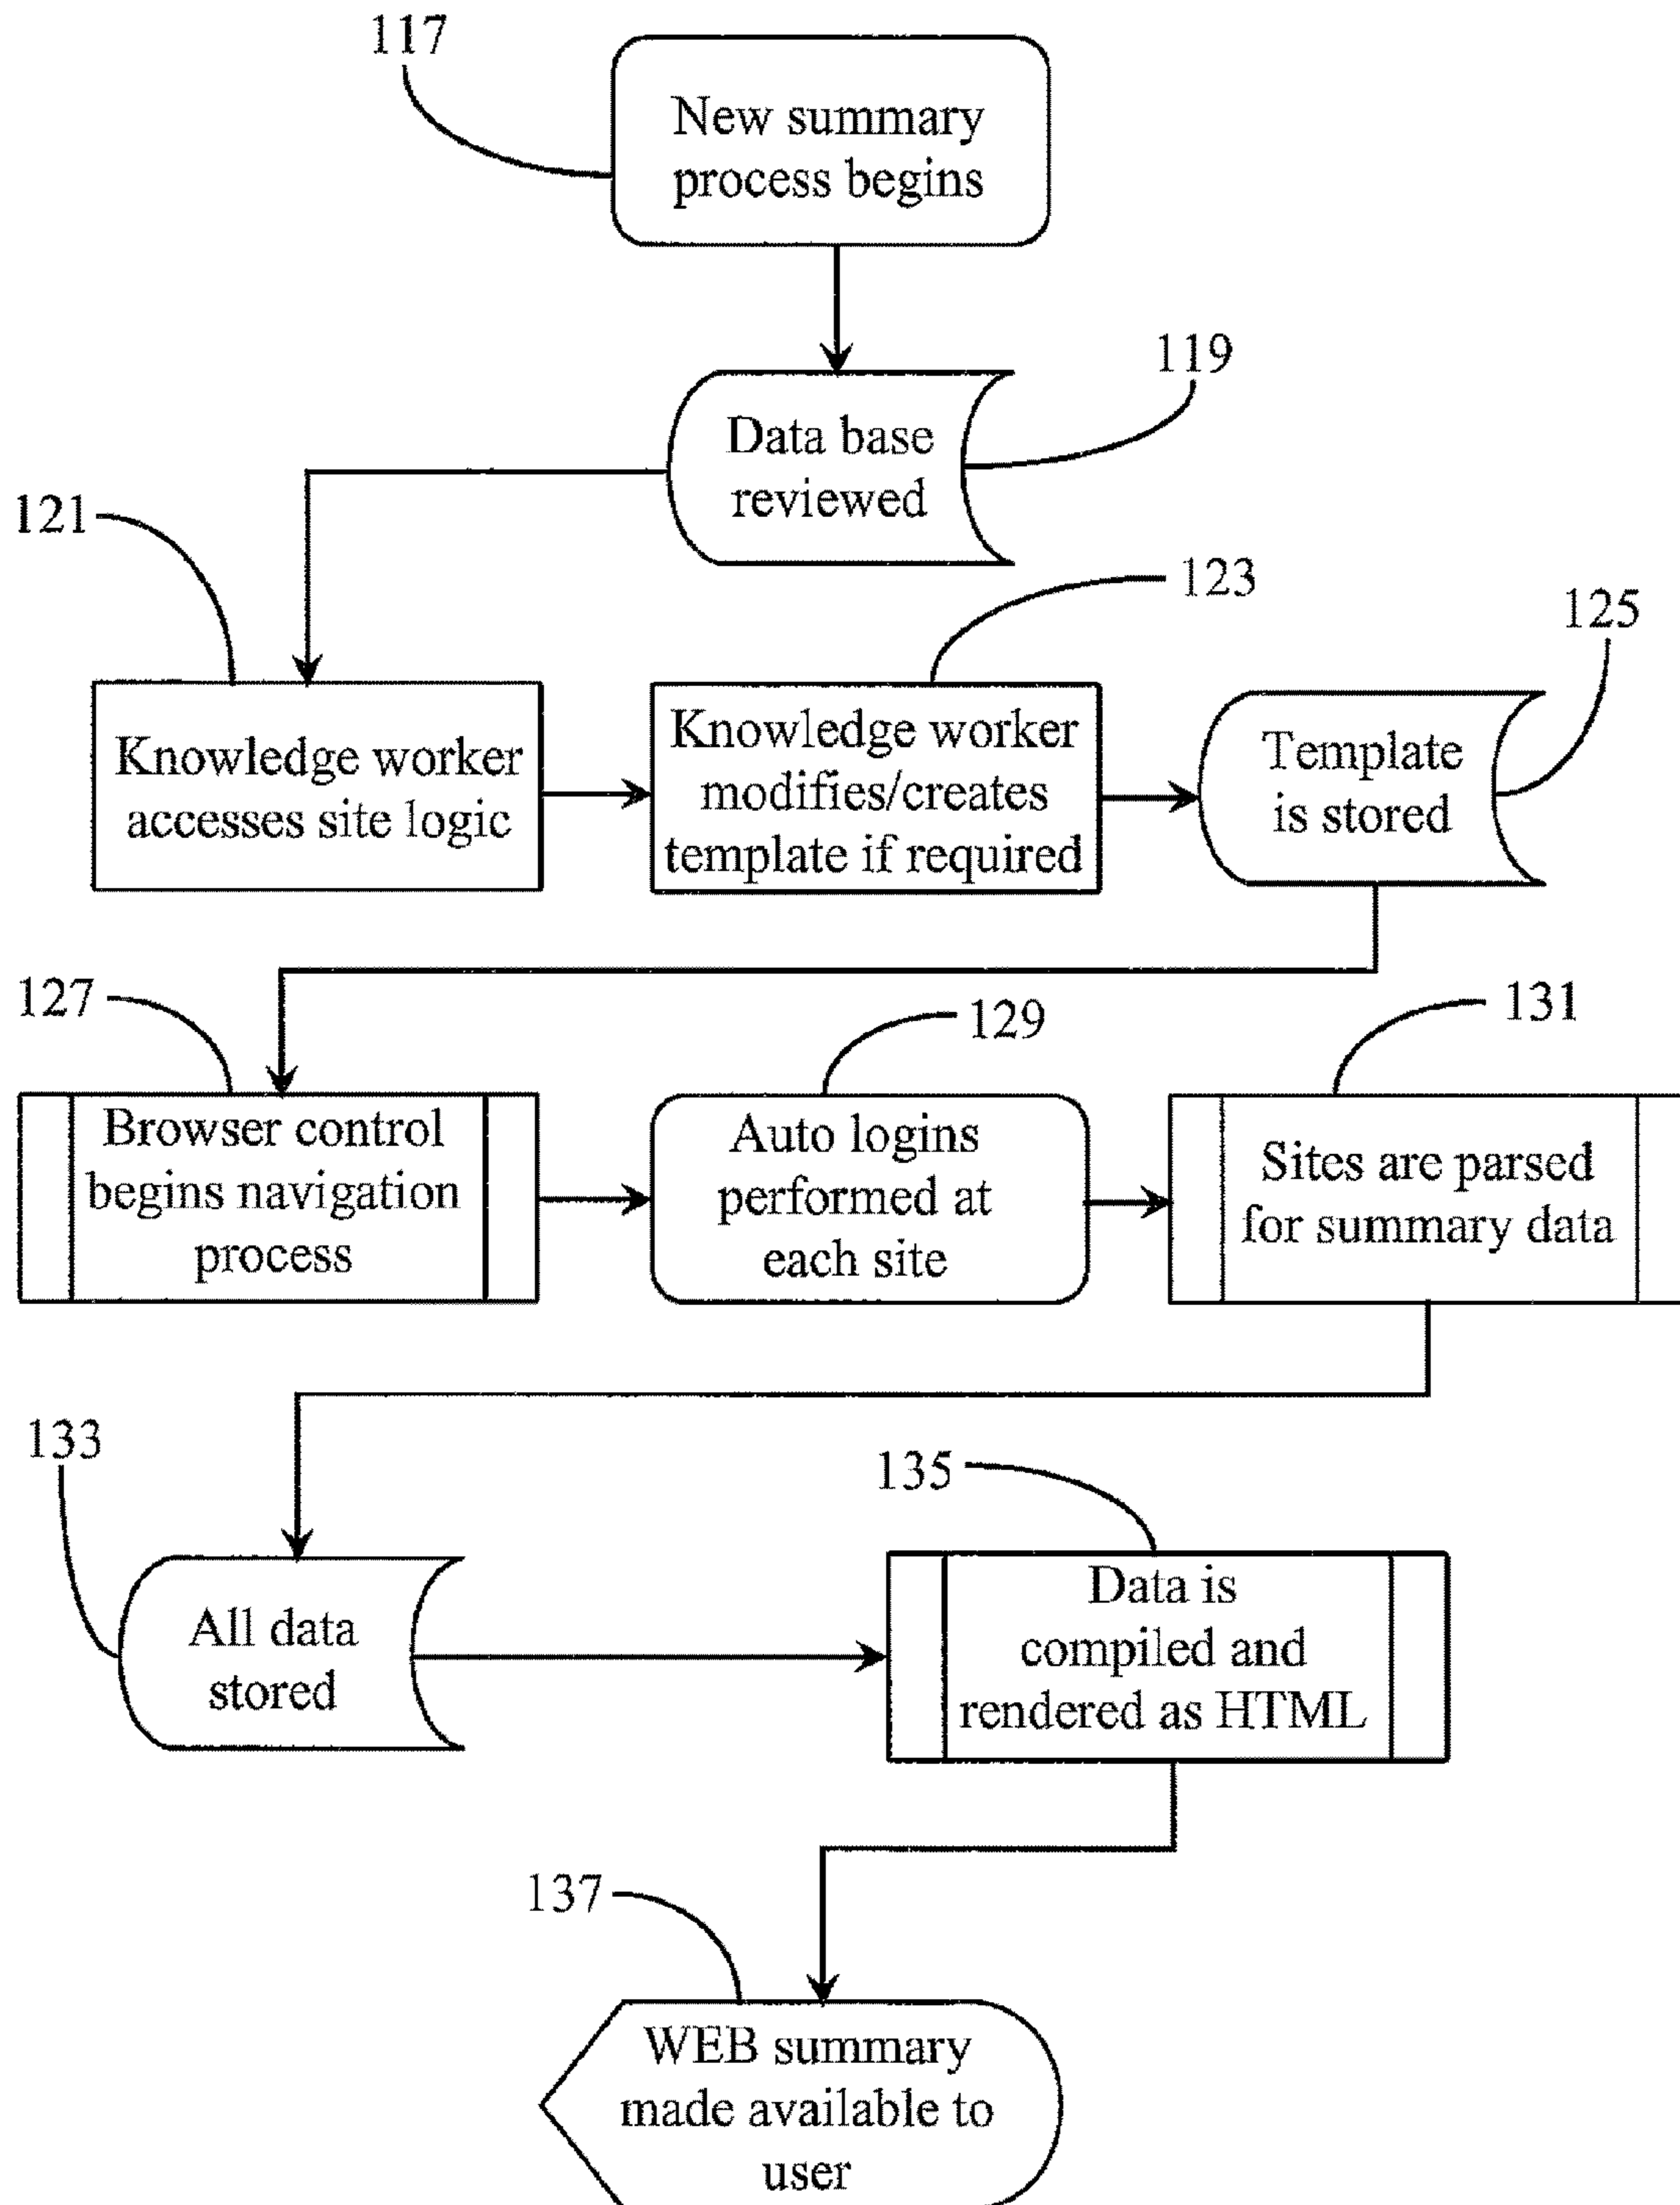 117
New summary
process begins
119
Data base
reviewed
121
123
125
Knowledge worker
accesses site logic
Knowledge worker
modifies/creates
template if required
Template
is stored
127
129
131
Browser control
begins navigation
process
Auto logins
performed at
each site
Sites are parsed
for summary data
133
135
All data
stored
Data is
compiled and
rendered as HTML
137
WEB summary
made available to
user